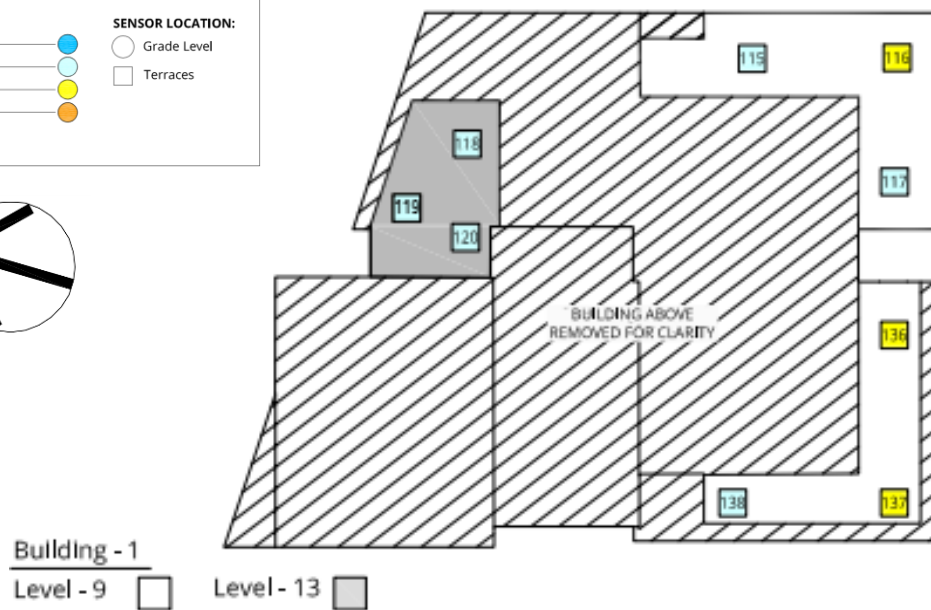 SENSOR LOCATION:
Grade Level
Terraces
115
116
118
117
119
120
BUILDING ABOVE
REMOVED FOR CLARITY
136
138
137
Building - 1
Level - 9
Level - 13